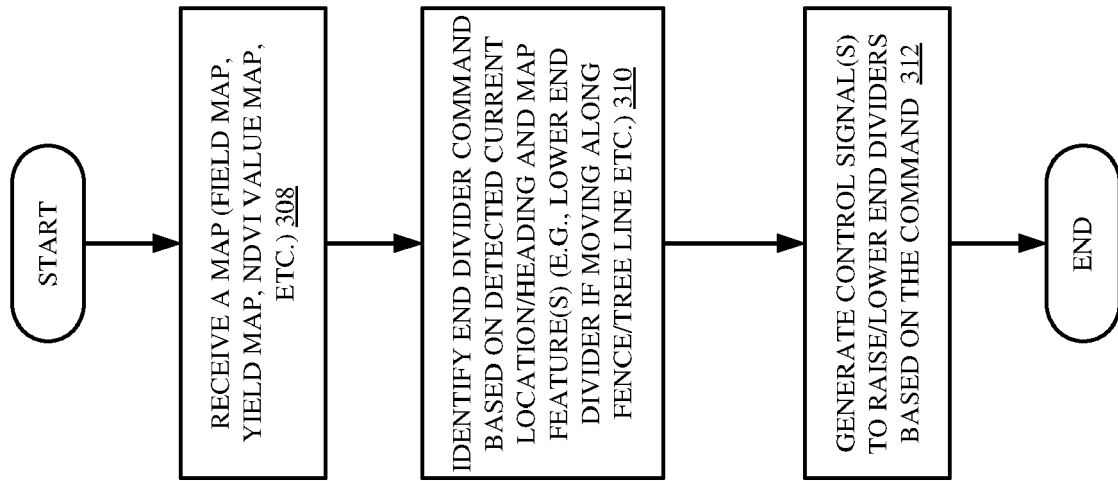 START
RECEIVE A MAP (FIELD MAP,
YIELD MAP, NDVI VALUE MAP,
ETC.) 308
IDENTIFY END DIVIDER COMMAND
BASED ON DETECTED CURRENT
LOCATION/HEADING AND MAP
FEATURE(S) (E.G., LOWER END
DIVIDER IF MOVING ALONG
FENCE/TREE LINE ETC.) 310
GENERATE CONTROL SIGNAL(S)
TO RAISE/LOWER END DIVIDERS
BASED ON THE COMMAND 312
END